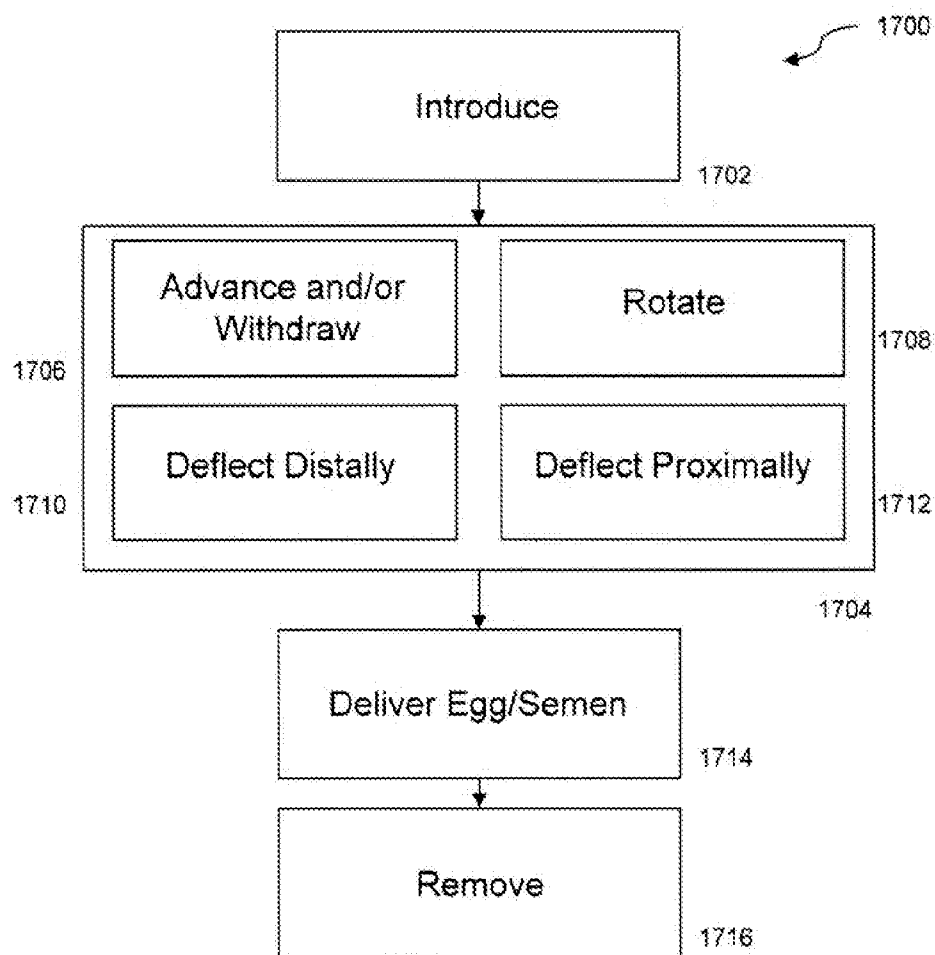 1700
Introduce
1702
Advance and/or
Withdraw
Rotate
1706
1708
Deflect Distally
Deflect Proximally
1710
1712
1704
Deliver Egg/Semen
1714
Remove
1716